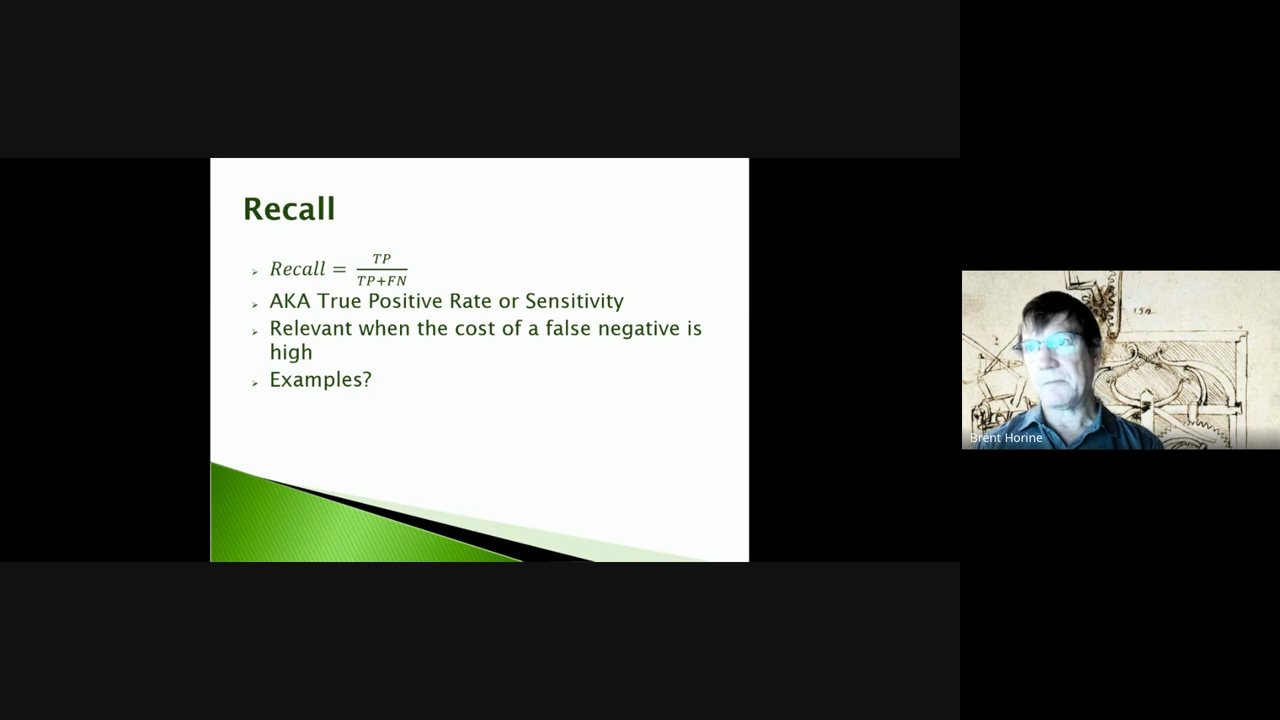 Recall
Recall = TP / TP+FN
AKA True Positive Rate or Sensitivity
Relevant when the cost of a false negative is
high
Examples?
Brent Horine